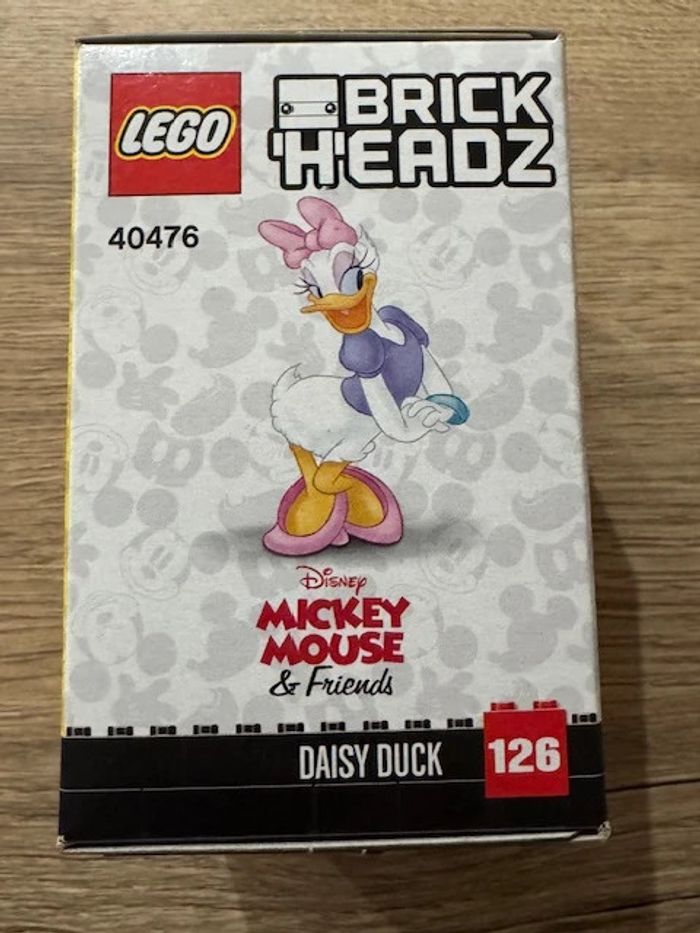 LEGO
BRICK
HEADZ
40476
Disney
MICKEY
MOUSE
& Friends
DAISY DUCK
126